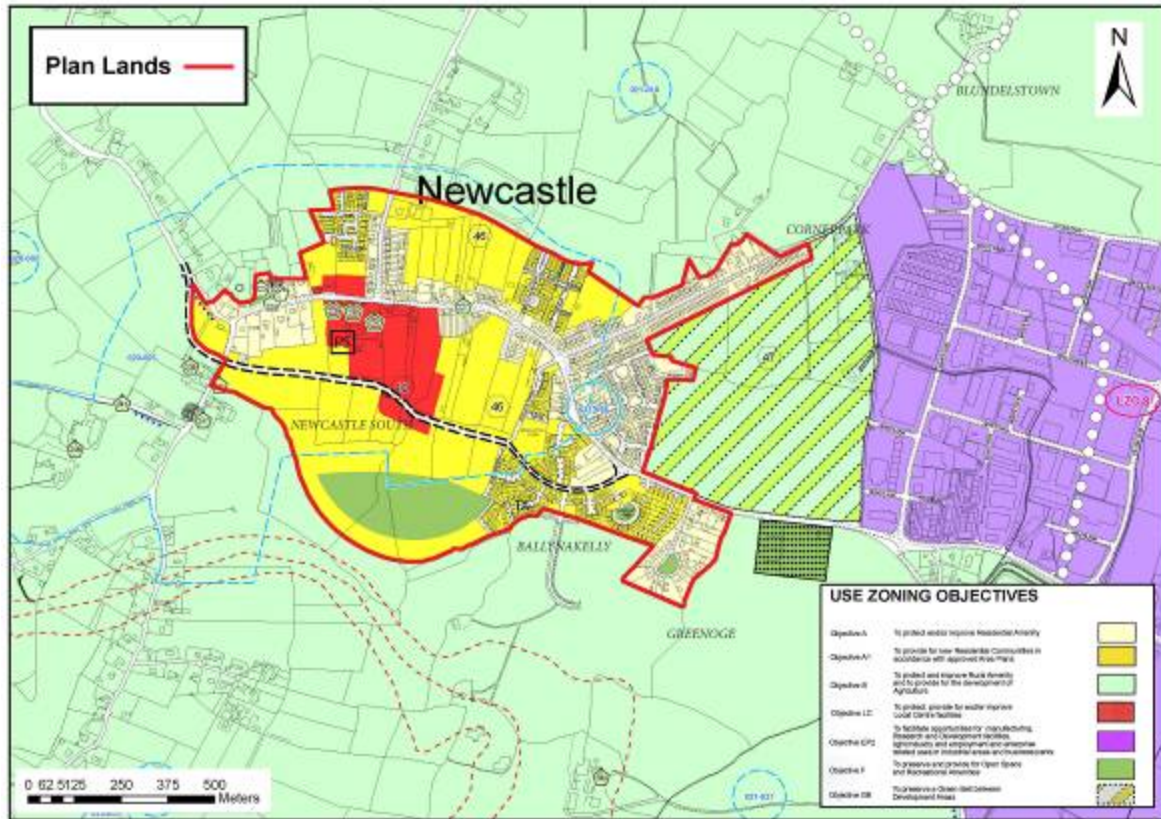 Plan Lands
N
BLUNDELSTOWN
Newcastle
46
CORNERPARK
47
PS
NEWCASTLE SOUTH
46
BALLYNAKELLY
GREENOGE
0 62.5125 250 375 500
Meters
USE ZONING OBJECTIVES
Objective A To protect and/or improve Residential Amenity
Objective A1 To provide for new Residential Communities in
accordance with approved Area Plans
Objective B To protect and improve Rural Amenity
and to provide for the development of
Agriculture
Objective LC To protect, provide for and/or improve
Local Centre facilities
Objective EP2 To facilitate opportunities for manufacturing,
Research and Development facilities,
light industry and employment and enterprise
related uses in industrial areas and business parks
Objective F To preserve and provide for Open Space
and Recreational Amenities
Objective GB To preserve a Green Belt between
Development Areas